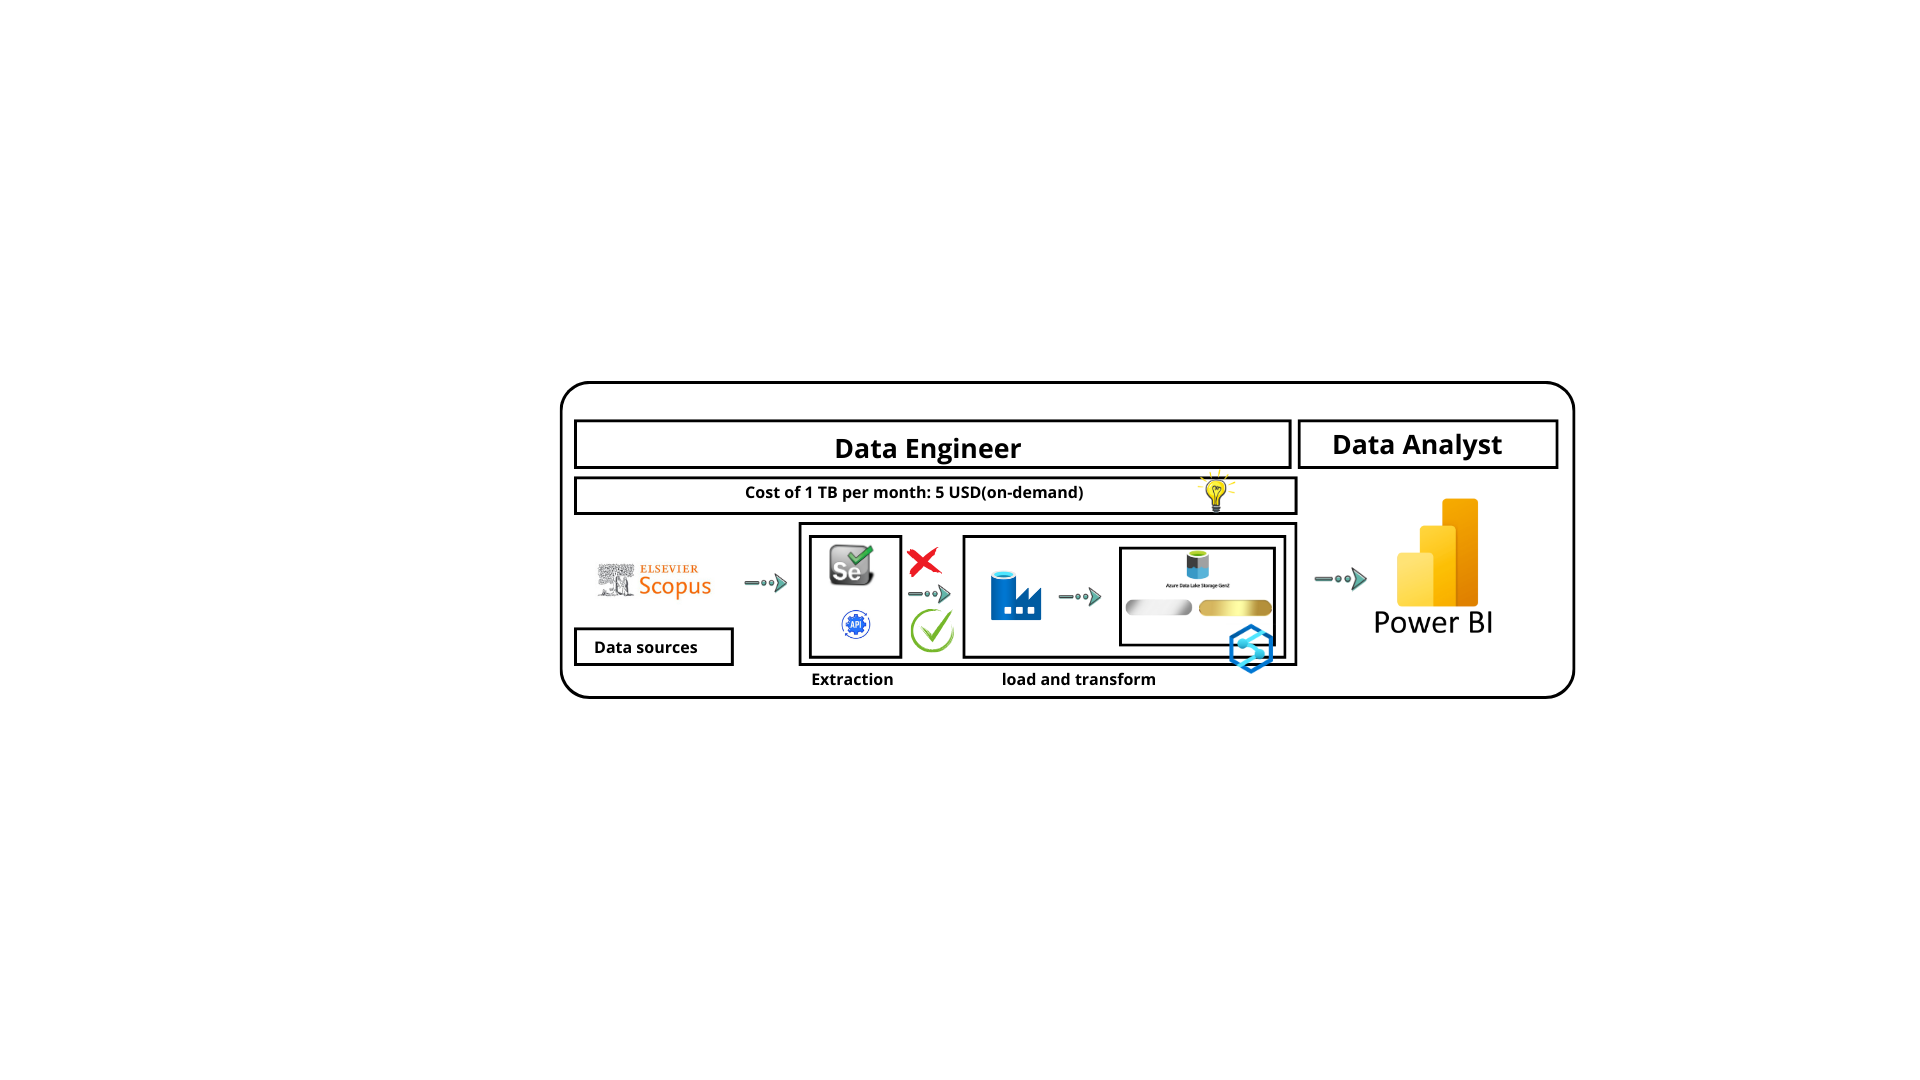 Data Engineer
Data Analyst
Cost of 1 TB per month: 5 USD(on-demand)
Se
ELSEVIER
Scopus
API
Azure Data Lake Storage Gen2
Power BI
Data sources
Extraction
load and transform